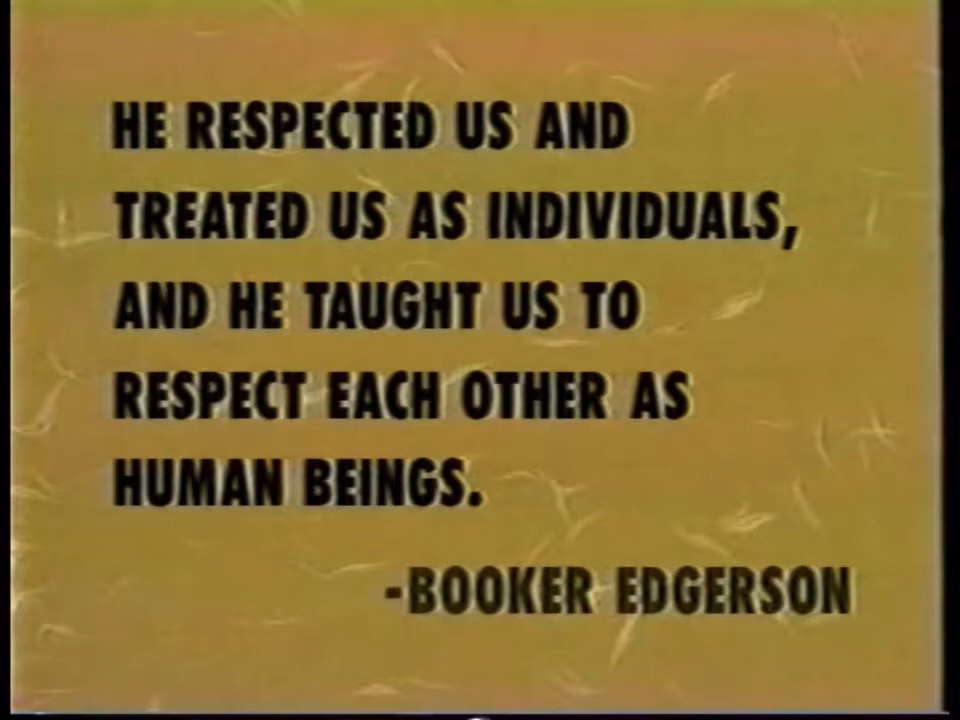 HE RESPECTED US AND
TREATED US AS INDIVIDUALS,
AND HE TAUGHT US TO
RESPECT EACH OTHER AS
HUMAN BEINGS.
-BOOKER EDGERSON